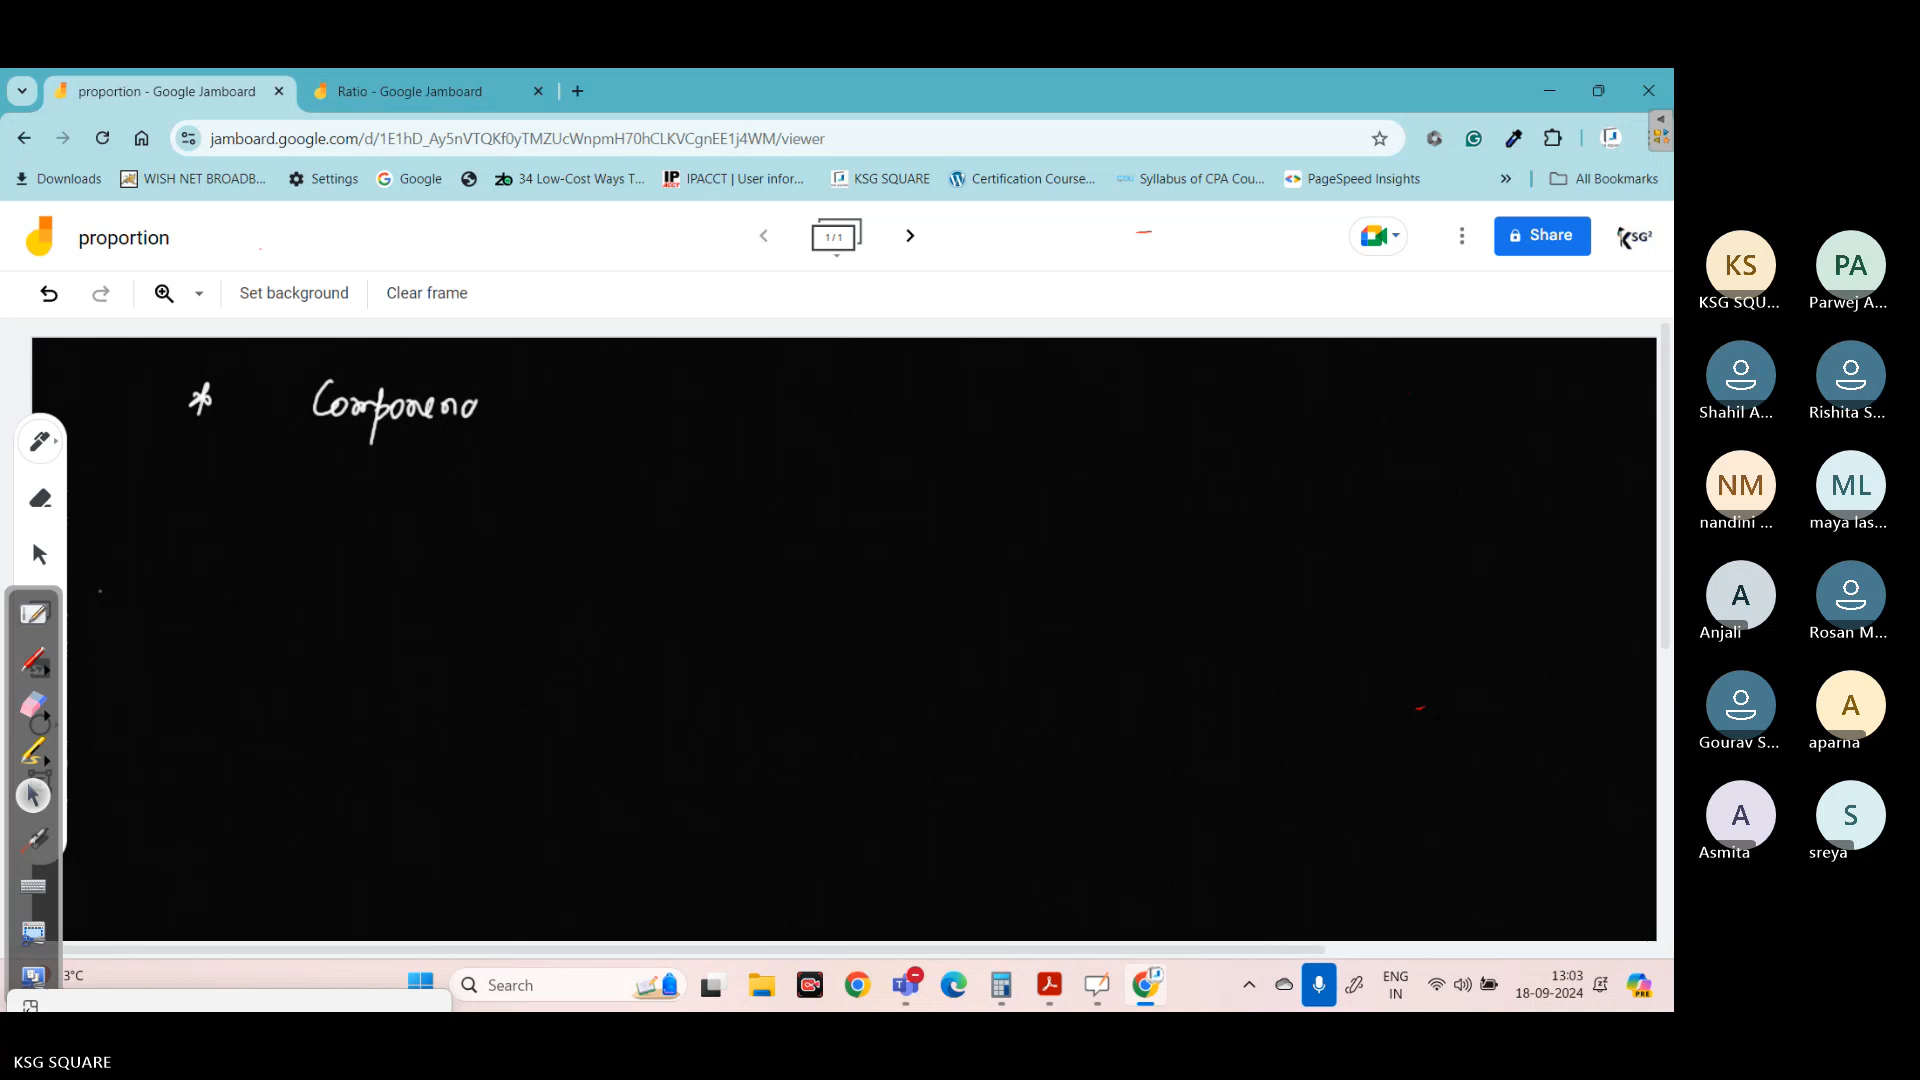 proportion - Google Jamboard
Ratio - Google Jamboard
jamboard.google.com/d/1E1hD_Ay5nVTQKf0yTMZUcWnpmH70hCLKVCgnEE1j4WM/viewer
Downloads WISH NET BROADB... Settings Google 34 Low-Cost Ways T... IPACCT | User infor... KSG SQUARE Certification Course... Syllabus of CPA Cou... PageSpeed Insights » All Bookmarks
proportion 1/1 Share KSG²
Set background Clear frame
* Componend
KS PA
KSG SQU... Parwej A...
Shahil A... Rishita S...
NM ML
nandini ... maya las...
A
Anjali Rosan M...
A
Gourav S... aparna
A S
Asmita sreya
3°C Search ENG IN 13:03 18-09-2024 PRE
KSG SQUARE